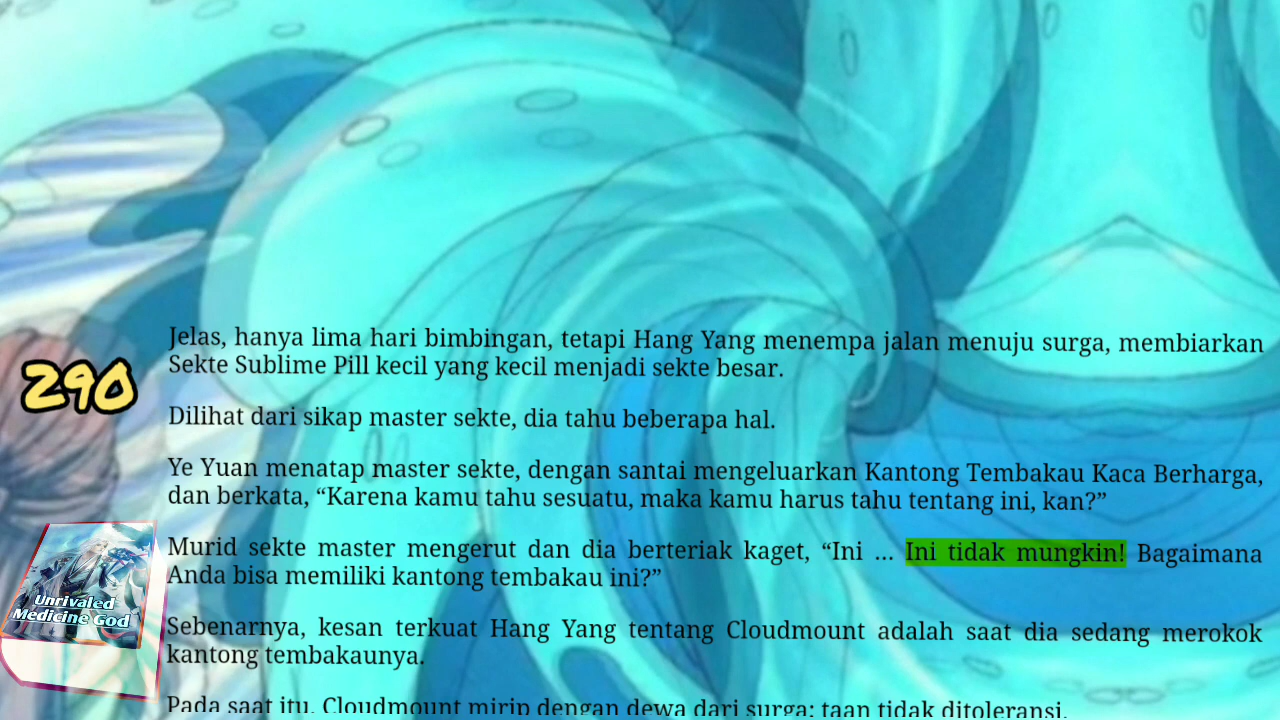 Jelas, hanya lima hari bimbingan, tetapi Hang Yang menempa jalan menuju surga, membiarkan
Sekte Sublime Pill kecil yang kecil menjadi sekte besar.
290
Dilihat dari sikap master sekte, dia tahu beberapa hal.
Ye Yuan menatap master sekte, dengan santai mengeluarkan Kantong Tembakau Kaca Berharga,
dan berkata, “Karena kamu tahu sesuatu, maka kamu harus tahu tentang ini, kan?”
Murid sekte master mengerut dan dia berteriak kaget, “Ini ... Ini tidak mungkin! Bagaimana
Anda bisa memiliki kantong tembakau ini?”
Unrivaled
Medicine God
Sebenarnya, kesan terkuat Hang Yang tentang Cloudmount adalah saat dia sedang merokok
kantong tembakaunya.
Pada saat itu, Cloudmount mirip dengan dewa dari surga; taan tidak ditoleransi.